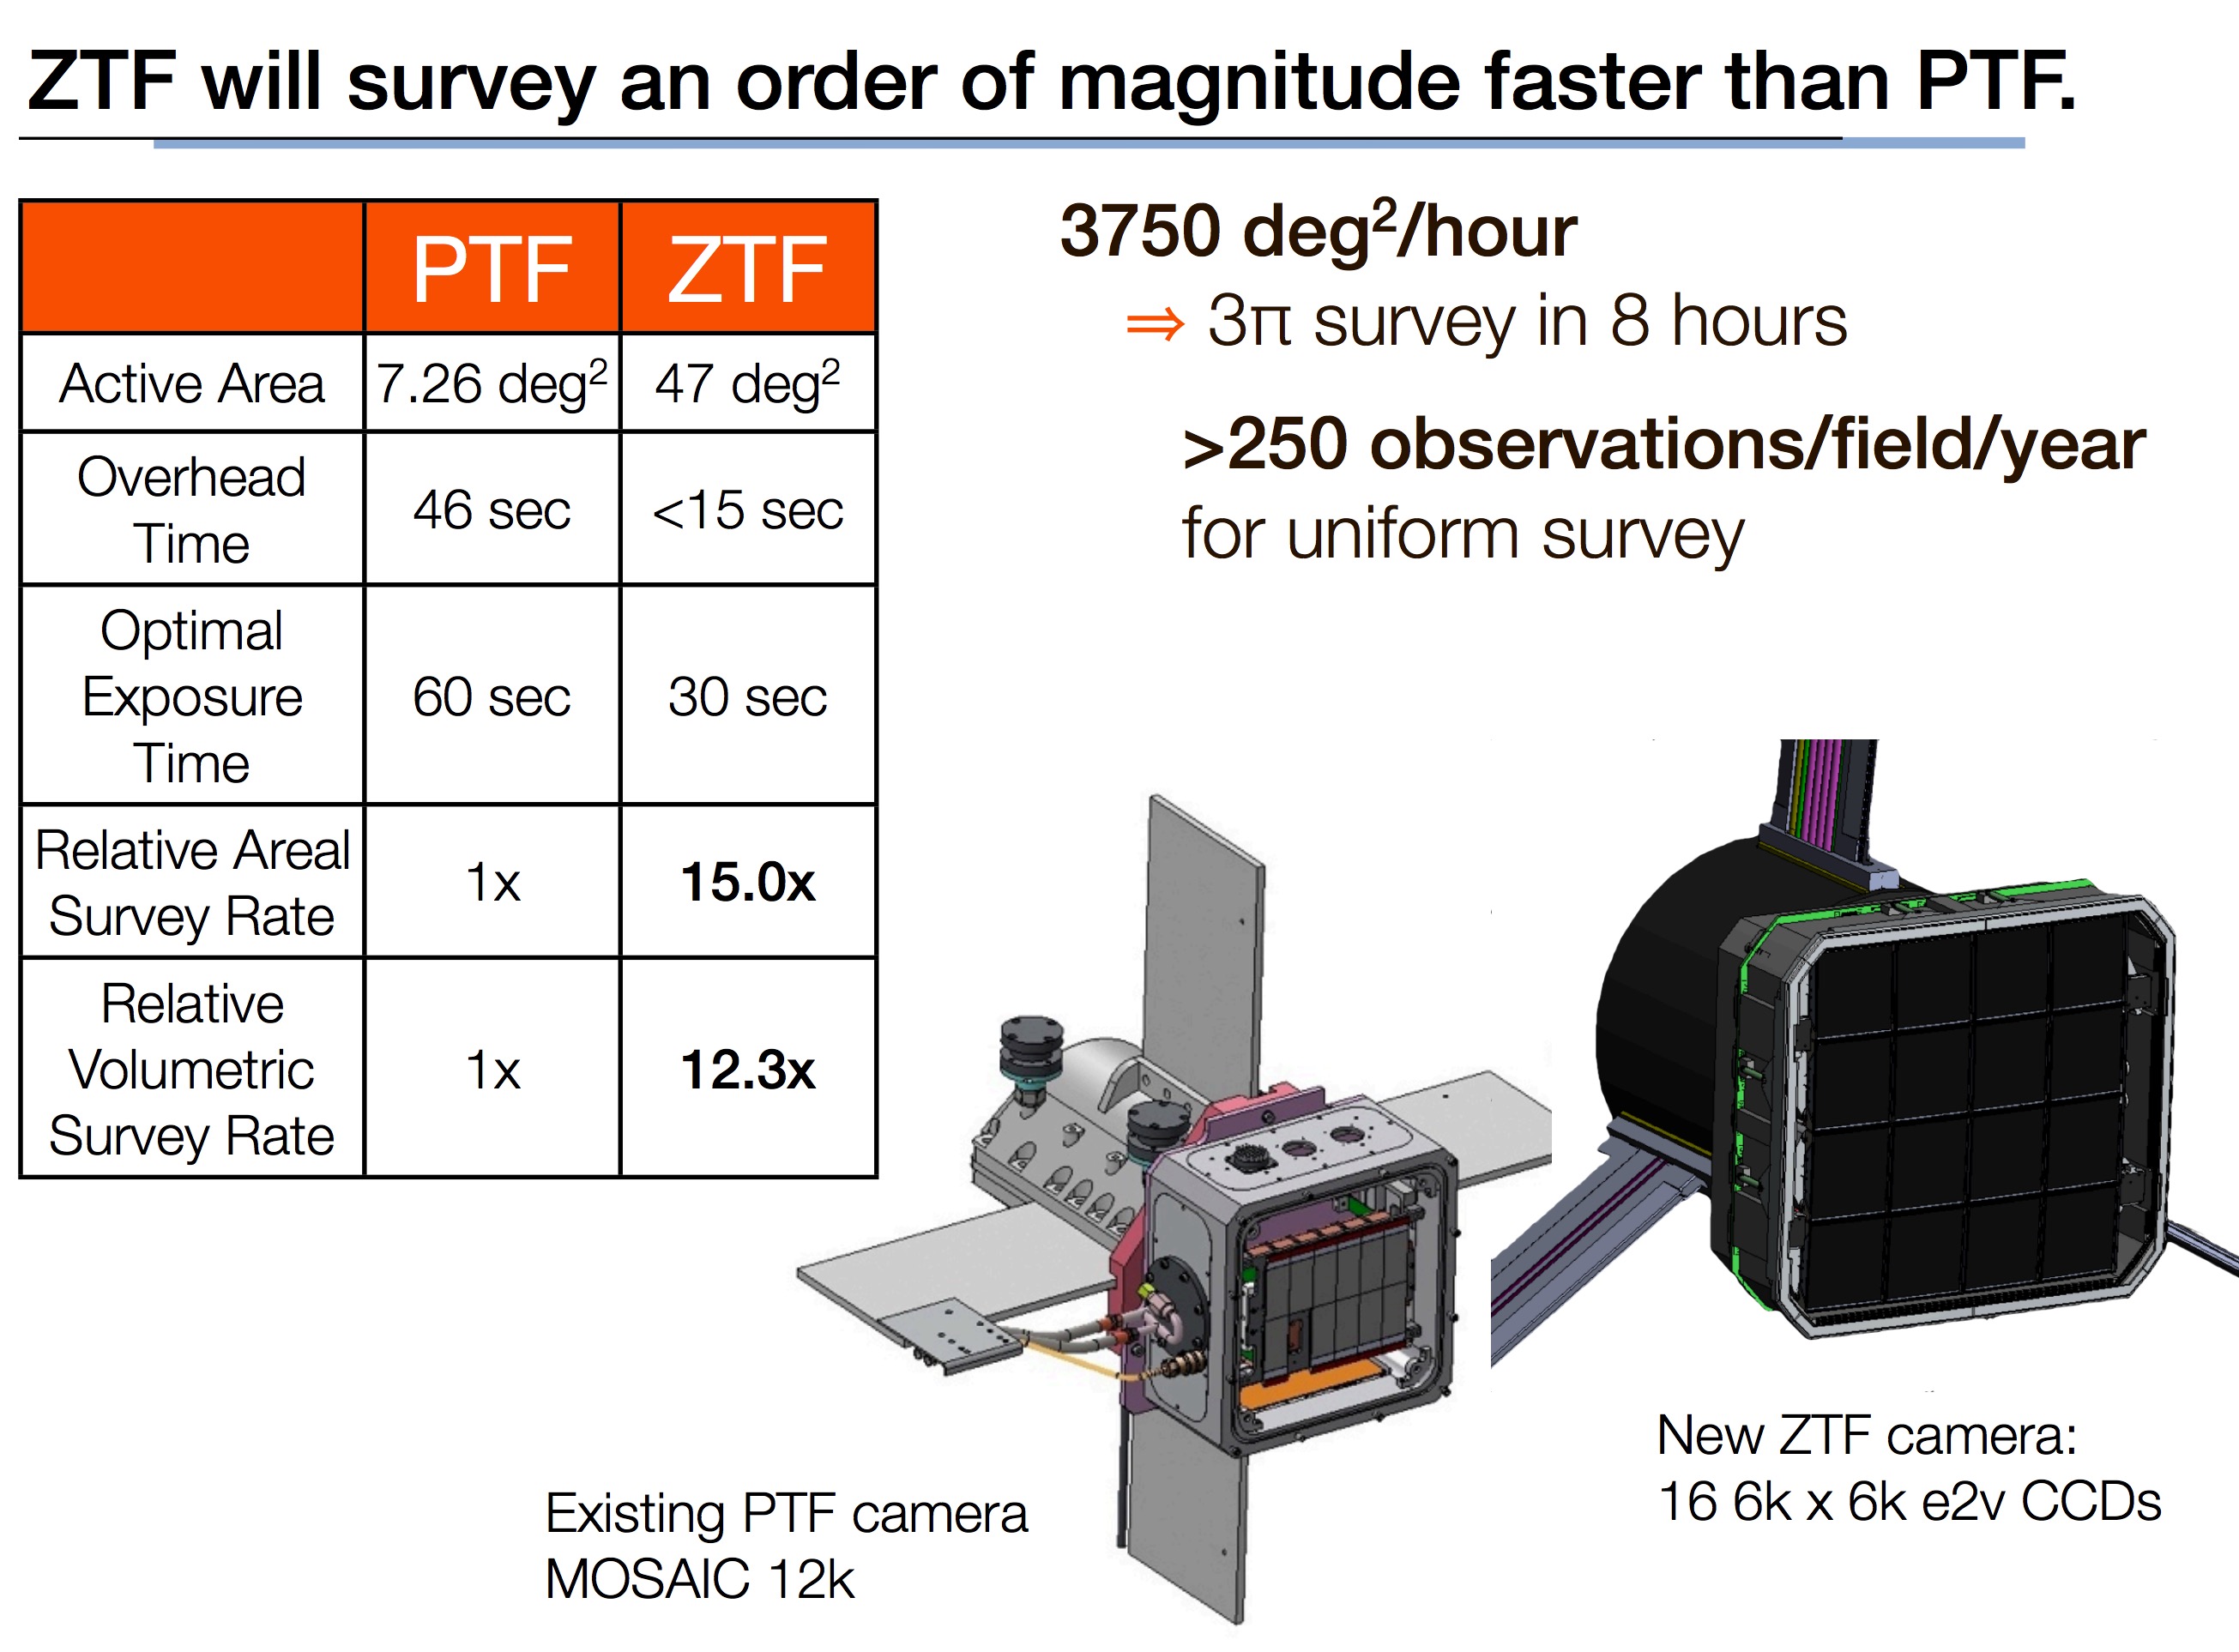 ZTF will survey an order of magnitude faster than PTF.
PTF ZTF
Active Area 7.26 deg² 47 deg²
Overhead
Time 46 sec <15 sec
Optimal
Exposure
Time 60 sec 30 sec
Relative Areal
Survey Rate 1x 15.0x
Relative
Volumetric
Survey Rate 1x 12.3x
3750 deg²/hour
⇒ 3π survey in 8 hours
>250 observations/field/year
for uniform survey
Existing PTF camera
MOSAIC 12k
New ZTF camera:
16 6k x 6k e2v CCDs